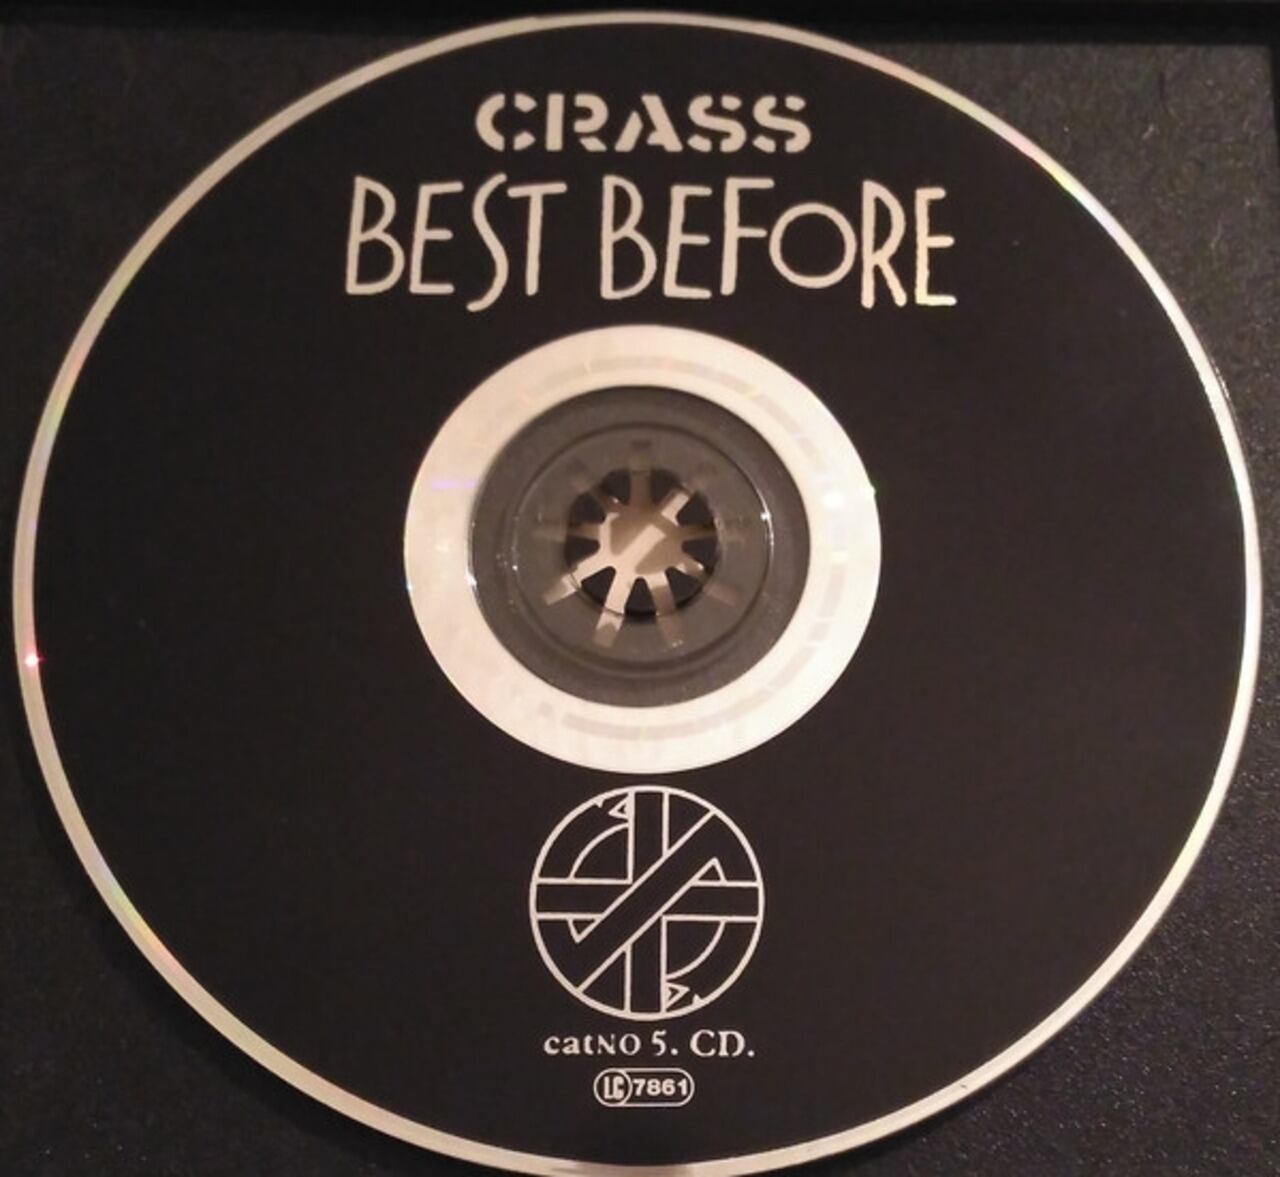 CRASS
BEST BEFORE
catNO 5. CD.
LC 7861